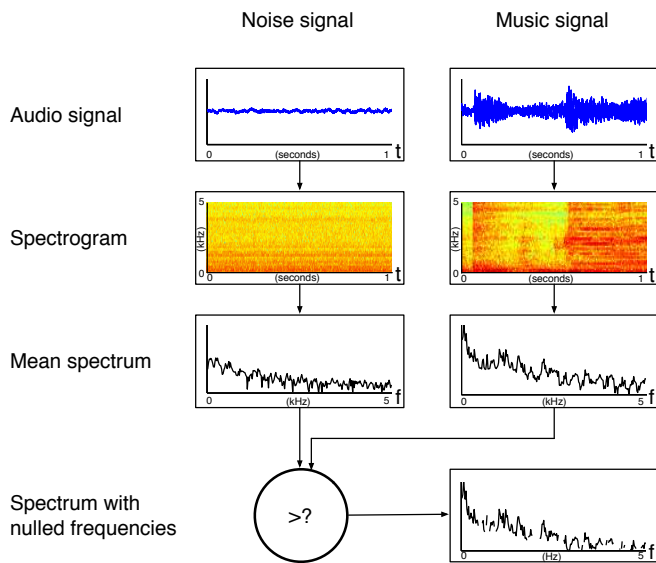 Noise signal Music signal
Audio signal
0 (seconds) 1 t
0 (seconds) 1 t
Spectrogram
5
(kHz)
0
0 (seconds) 1 t
5
(kHz)
0
0 (seconds) 1 t
Mean spectrum
0 (kHz) 5 f
0 (kHz) 5 f
Spectrum with
nulled frequencies
>?
0 (Hz) 5 f